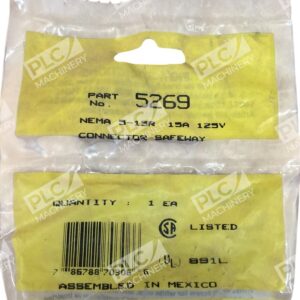 PART No. 5269
NEMA 5-15R 15A 125V
CONNECTOR SAFEWAY
QUANTITY : 1 EA
LISTED
891L
ASSEMBLED IN MEXICO
PLC MACHINERY